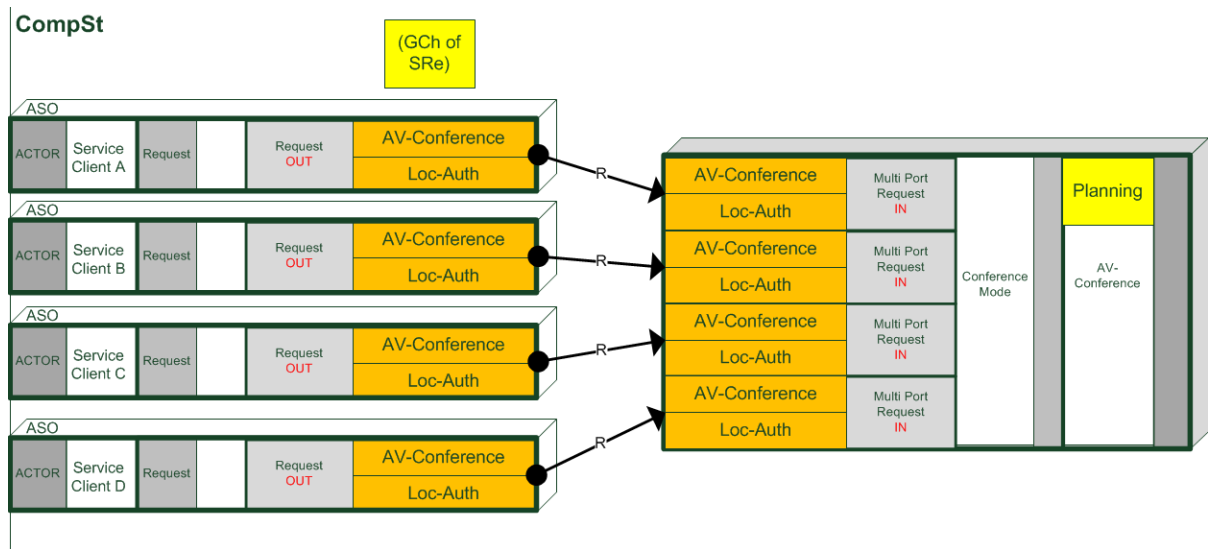 CompSt
(GCh of
SRe)
ASO
ACTOR
Service
Client A
Request
Request
OUT
AV-Conference
Loc-Auth
R
ASO
ACTOR
Service
Client B
Request
Request
OUT
AV-Conference
Loc-Auth
R
ASO
ACTOR
Service
Client C
Request
Request
OUT
AV-Conference
Loc-Auth
R
ASO
ACTOR
Service
Client D
Request
Request
OUT
AV-Conference
Loc-Auth
R
AV-Conference
Loc-Auth
Multi Port
Request
IN
AV-Conference
Loc-Auth
Multi Port
Request
IN
AV-Conference
Loc-Auth
Multi Port
Request
IN
AV-Conference
Loc-Auth
Multi Port
Request
IN
Conference
Mode
Planning
AV-
Conference